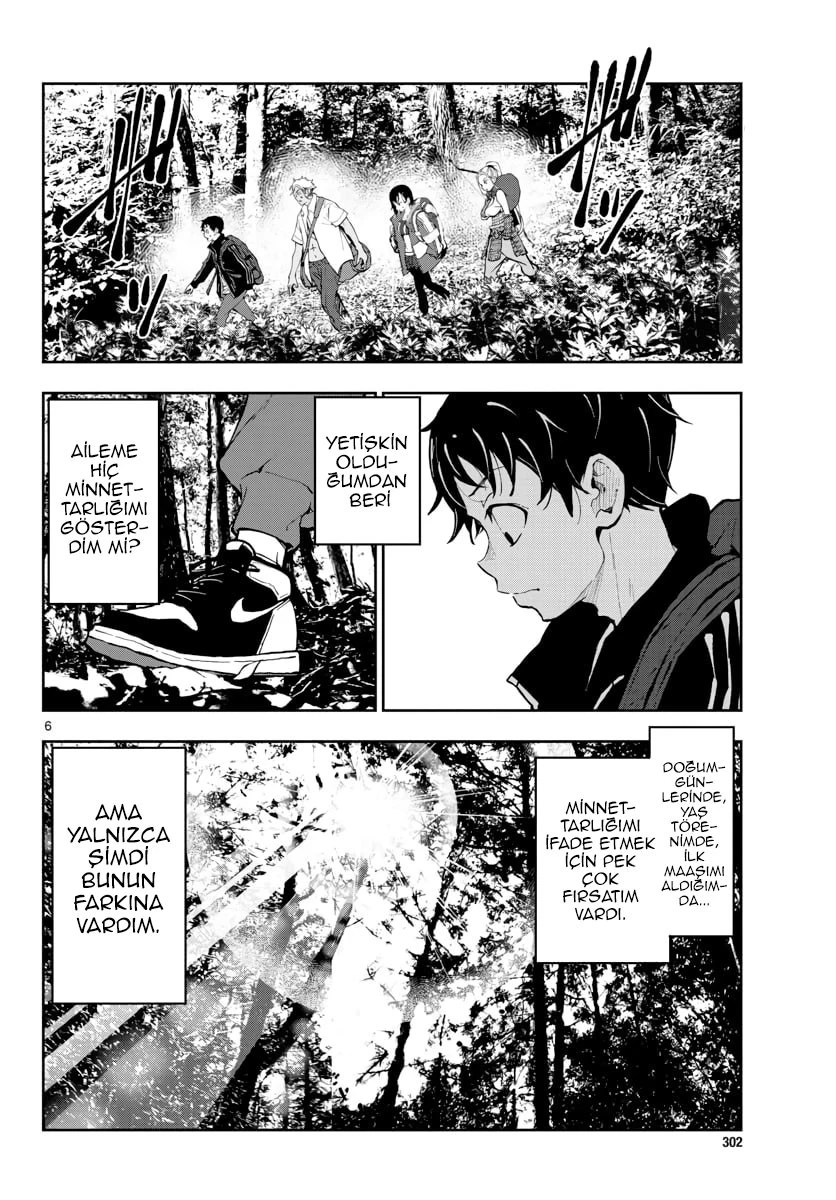 YETİŞKİN
OLDU-
ĞUMDAN
BERİ
AİLEME
HİÇ
MİNNET-
TARLIĞIMI
GÖSTER-
DİM Mİ?
6
DOĞUM-
GÜN-
LERİNDE,
YAŞ
TÖRE-
NİMDE,
İLK
MAAŞIMI
ALDIĞIM-
DA...
MİNNET-
TARLIĞIMI
İFADE ETMEK
İÇİN PEK
ÇOK
FIRSATIM
VARDI.
AMA
YALNIZCA
ŞİMDİ
BUNUN
FARKINA
VARDIM.
302